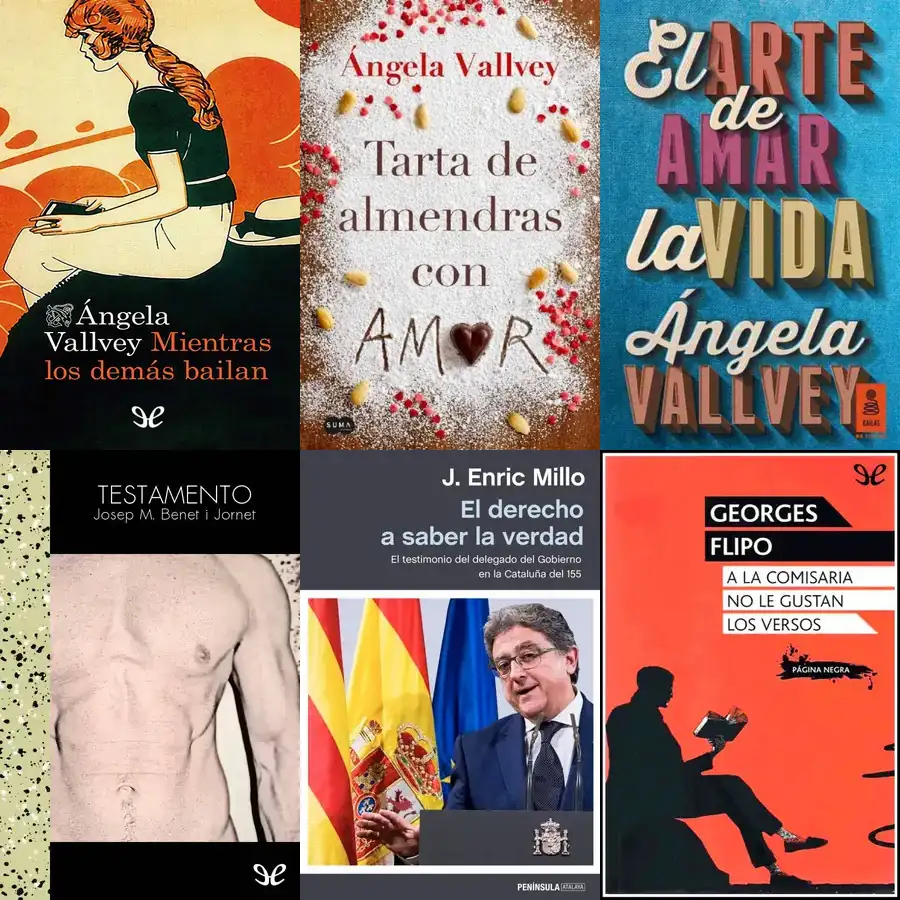 Ángela
Vallvey Mientras
los demás bailan
Ángela Vallvey
Tarta de
almendras
con
AMOR
SUMA
El ARTE
de
AMAR
la VIDA
Ángela
VALLVEY
KAILAS
TESTAMENTO
Josep M. Benet i Jornet
J. Enric Millo
El derecho
a saber la verdad
El testimonio del delegado del Gobierno
en la Cataluña del 155
PENÍNSULA ATALAYA
GEORGES
FLIPO
A LA COMISARIA
NO LE GUSTAN
LOS VERSOS
PÁGINA NEGRA